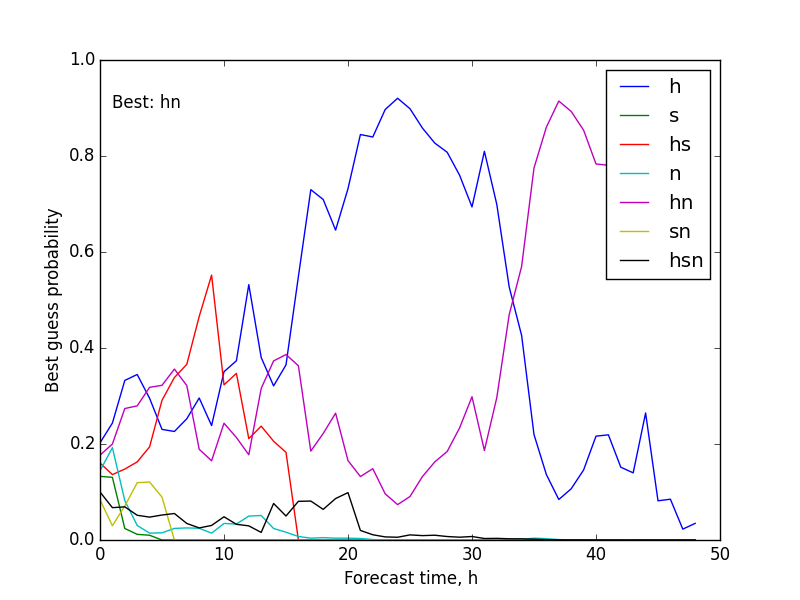 1.0
0.8
0.6
0.4
0.2
0.0
Best guess probability
Best: hn
h
s
hs
n
hn
sn
hsn
0 10 20 30 40 50
Forecast time, h